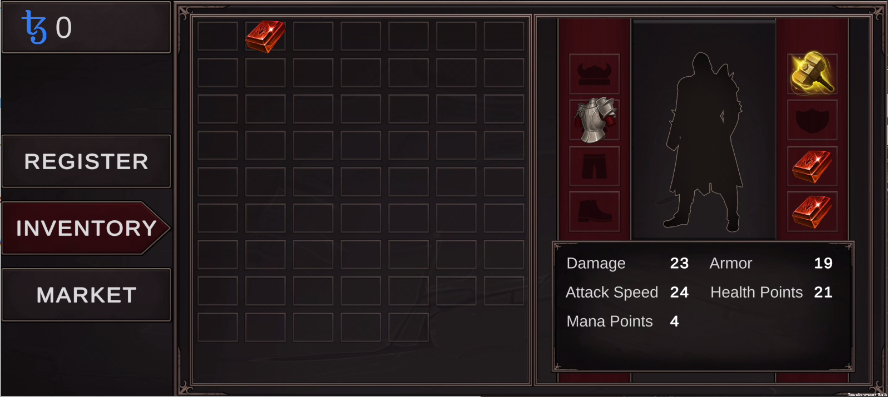 0
REGISTER
INVENTORY
MARKET
Damage 23 Armor 19
Attack Speed 24 Health Points 21
Mana Points 4